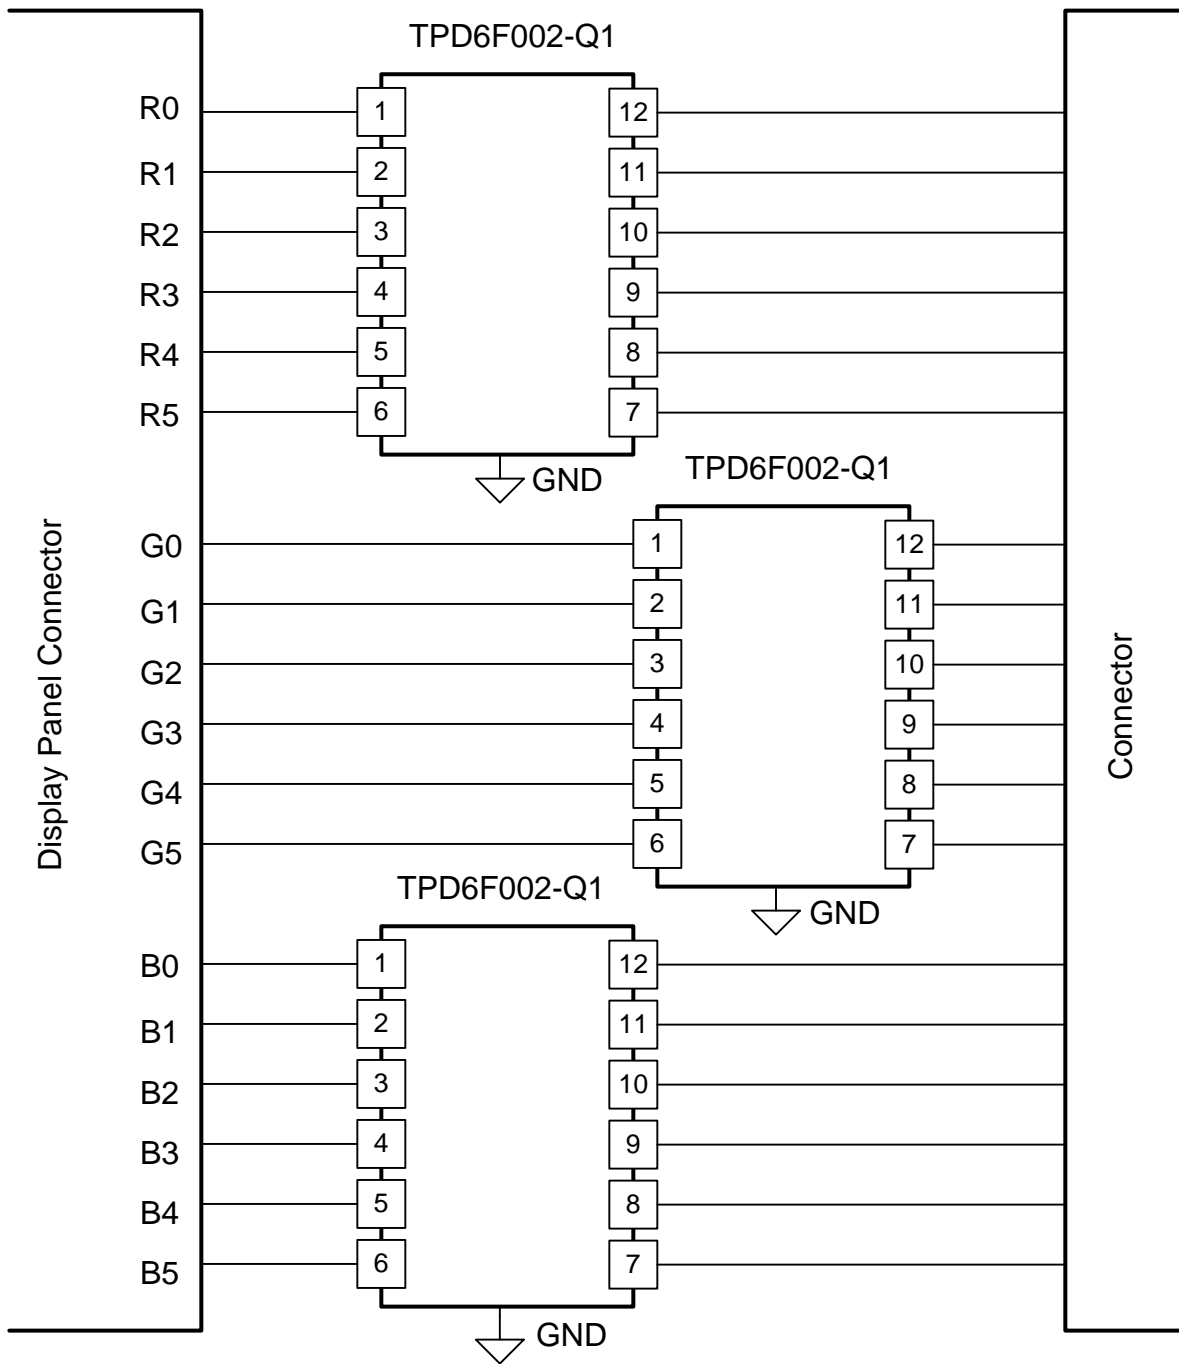 TPD6F002-Q1
R0 1 12
R1 2 11
R2 3 10
R3 4 9
R4 5 8
R5 6 7
GND
TPD6F002-Q1
Display Panel Connector
Connector
G0 1 12
G1 2 11
G2 3 10
G3 4 9
G4 5 8
G5 6 7
GND
TPD6F002-Q1
B0 1 12
B1 2 11
B2 3 10
B3 4 9
B4 5 8
B5 6 7
GND